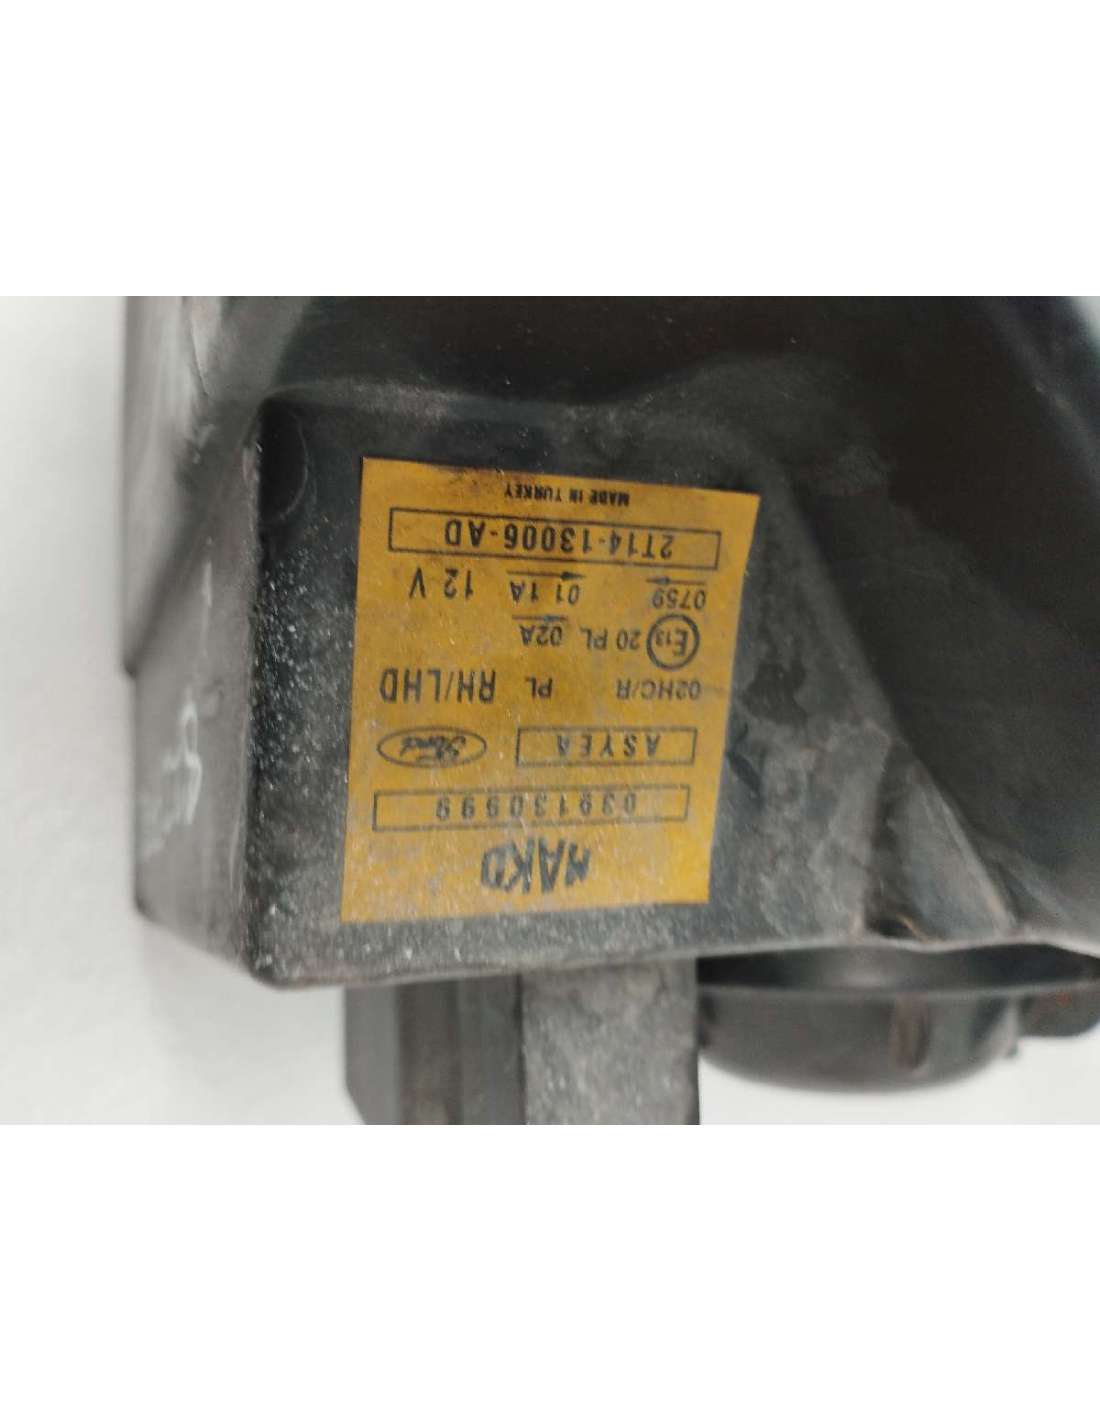 MAKO
039130999
ASYEA Ford
02HC/R PL RH/LHD
E13 20 PL 02A
0759 01 1A 12 V
2T14-13006-AD
MADE IN TURKEY